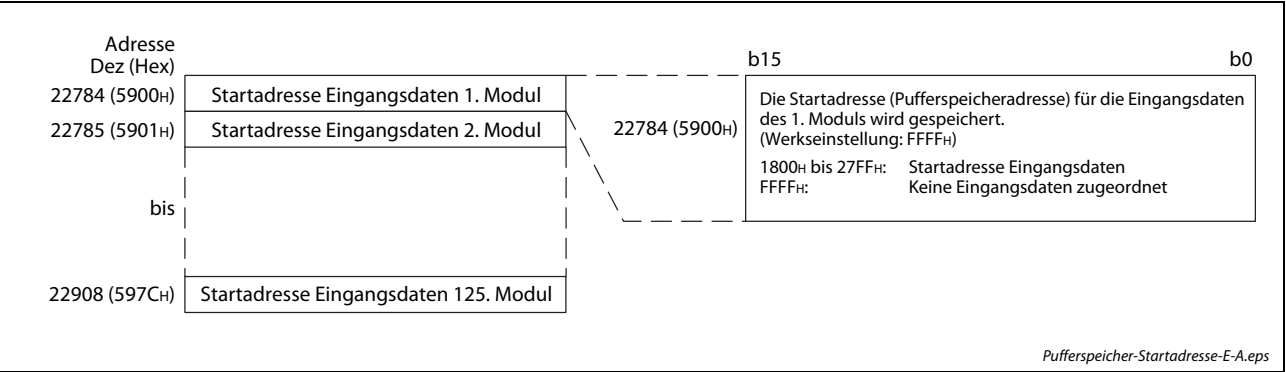 Adresse
Dez (Hex)
b15
b0
22784 (5900H)
Startadresse Eingangsdaten 1. Modul
22785 (5901H)
Startadresse Eingangsdaten 2. Modul
22784 (5900H)
Die Startadresse (Pufferspeicheradresse) für die Eingangsdaten
des 1. Moduls wird gespeichert.
(Werkseinstellung: FFFFH)
1800H bis 27FFH: Startadresse Eingangsdaten
FFFFH: Keine Eingangsdaten zugeordnet
bis
22908 (597CH)
Startadresse Eingangsdaten 125. Modul
Pufferspeicher-Startadresse-E-A.eps